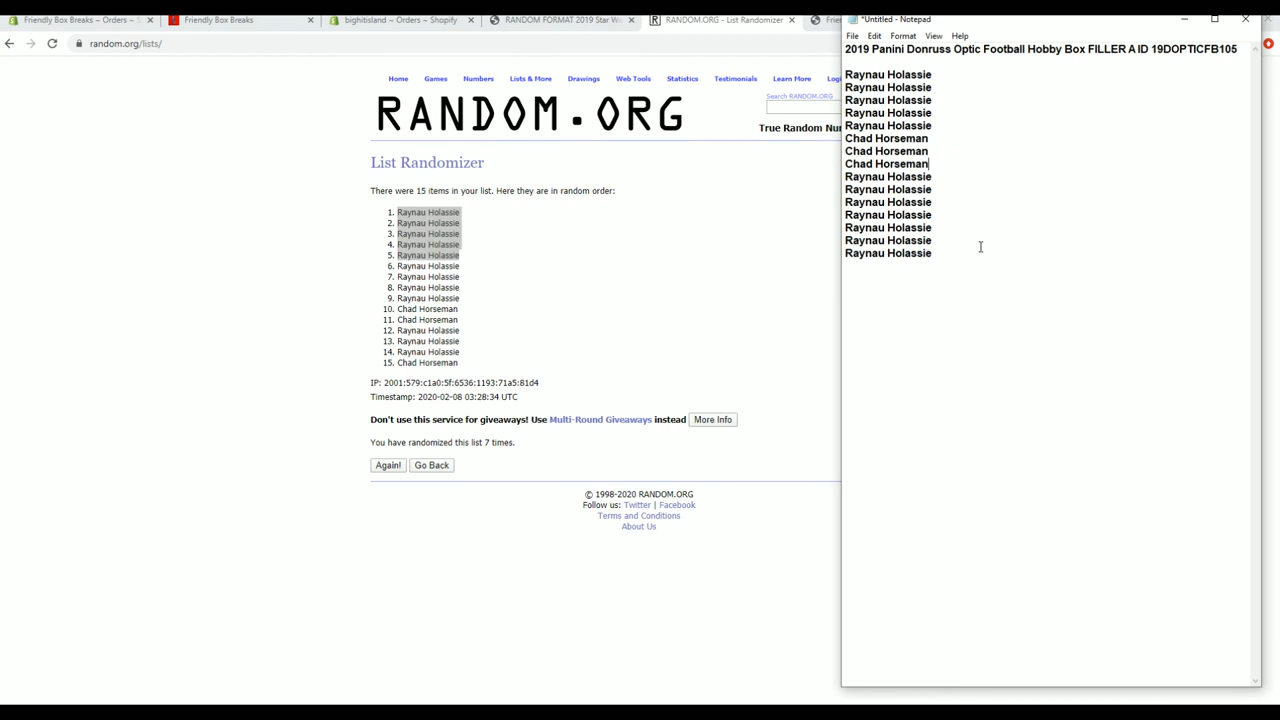 Friendly Box Breaks ~ Orders ~ S
Friendly Box Breaks
bighitisland ~ Orders ~ Shopify
RANDOM FORMAT 2019 Star Wa
RANDOM.ORG - List Randomizer
random.org/lists/
Home Games Numbers Lists & More Drawings Web Tools Statistics Testimonials Learn More
Search RANDOM.ORG
RANDOM.ORG
True Random Nu
List Randomizer
There were 15 items in your list. Here they are in random order:
1. Raynau Holassie
2. Raynau Holassie
3. Raynau Holassie
4. Raynau Holassie
5. Raynau Holassie
6. Raynau Holassie
7. Raynau Holassie
8. Raynau Holassie
9. Raynau Holassie
10. Chad Horseman
11. Chad Horseman
12. Raynau Holassie
13. Raynau Holassie
14. Raynau Holassie
15. Chad Horseman
IP: 2001:579:c1a0:5f:6536:1193:71a5:81d4
Timestamp: 2020-02-08 03:28:34 UTC
Don't use this service for giveaways! Use Multi-Round Giveaways instead More Info
You have randomized this list 7 times.
Again! Go Back
© 1998-2020 RANDOM.ORG
Follow us: Twitter | Facebook
Terms and Conditions
About Us
*Untitled - Notepad
File Edit Format View Help
2019 Panini Donruss Optic Football Hobby Box FILLER A ID 19DOPTICFB105
Raynau Holassie
Raynau Holassie
Raynau Holassie
Raynau Holassie
Raynau Holassie
Chad Horseman
Chad Horseman
Chad Horseman
Raynau Holassie
Raynau Holassie
Raynau Holassie
Raynau Holassie
Raynau Holassie
Raynau Holassie
Raynau Holassie